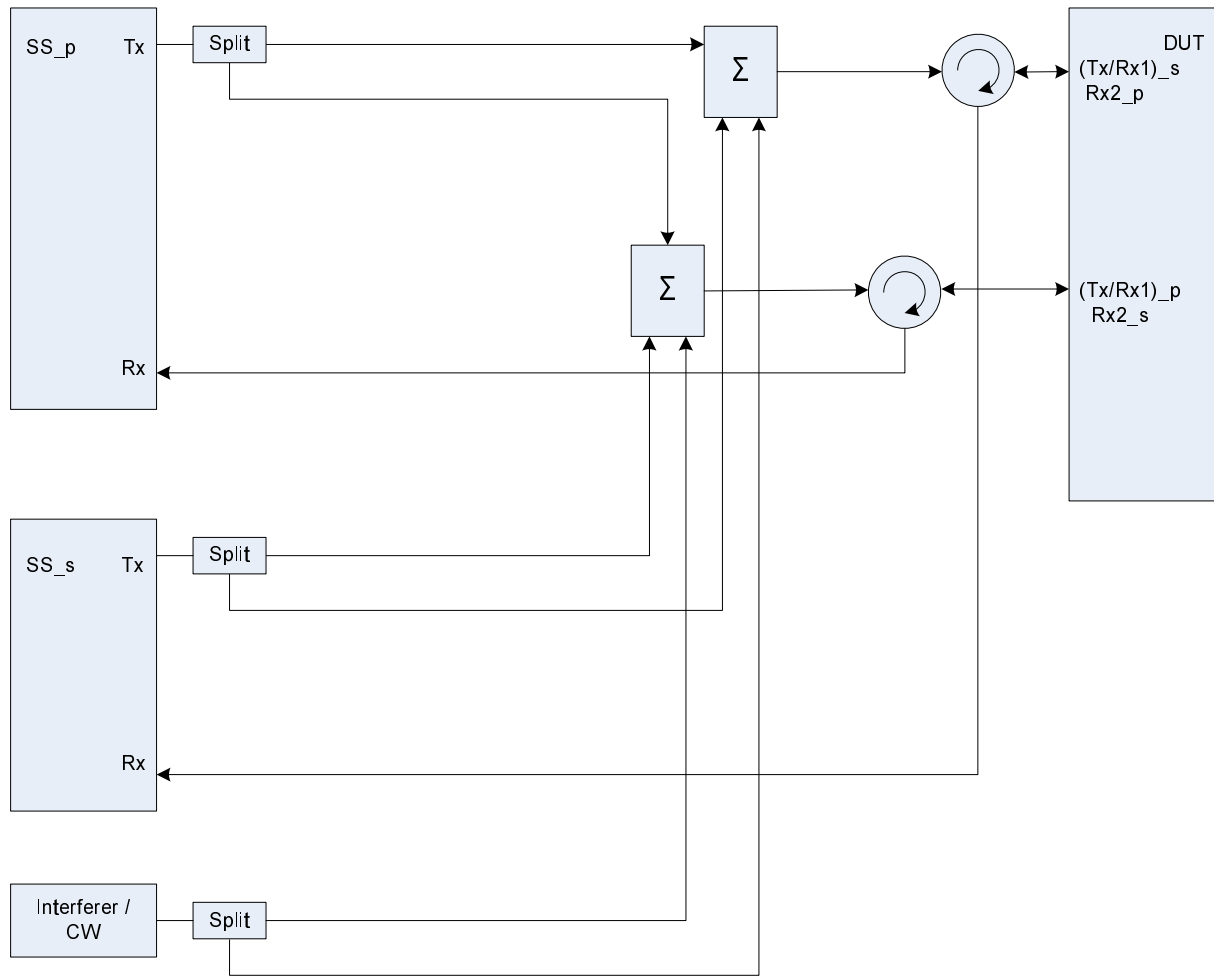 SS_p Tx
Split
Σ
DUT
(Tx/Rx1)_s
Rx2_p
Σ
(Tx/Rx1)_p
Rx2_s
Rx
SS_s Tx
Split
Rx
Interferer /
CW
Split